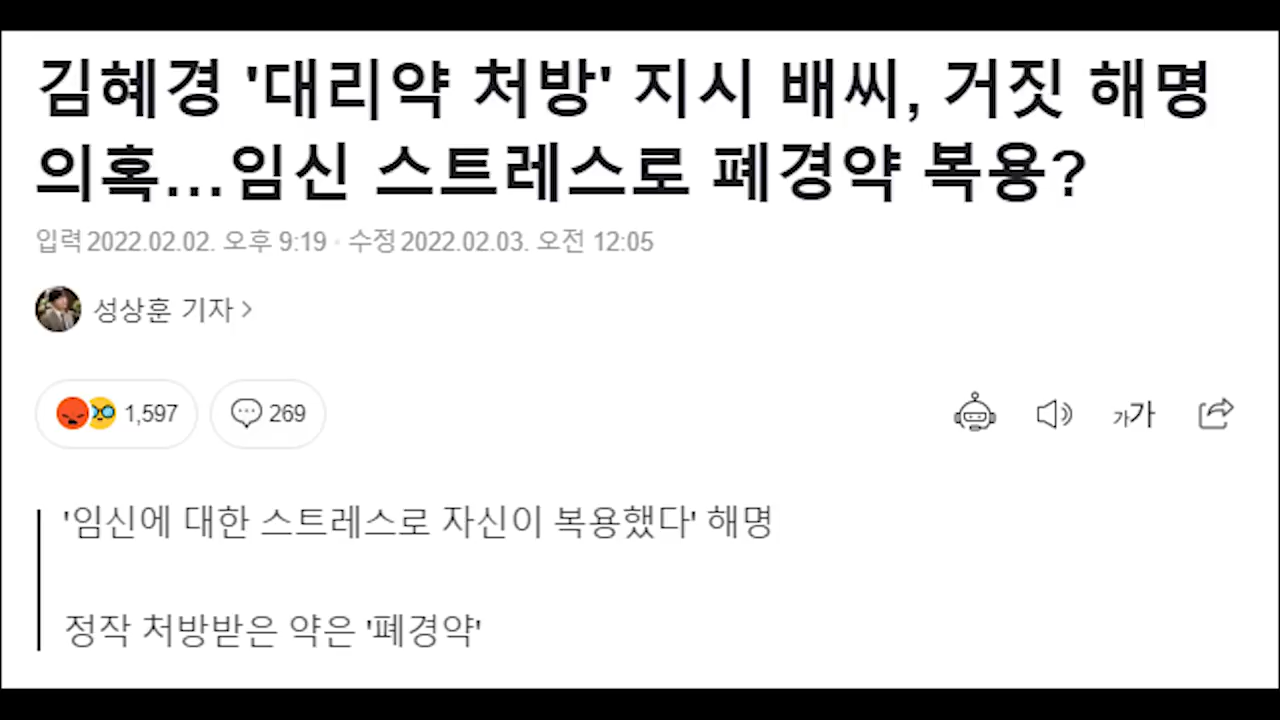 김혜경 '대리약 처방' 지시 배씨, 거짓 해명
의혹…임신 스트레스로 폐경약 복용?
입력 2022.02.02. 오후 9:19 · 수정 2022.02.03. 오전 12:05
성상훈 기자 >
1,597 269
가가
'임신에 대한 스트레스로 자신이 복용했다' 해명
정작 처방받은 약은 '폐경약'